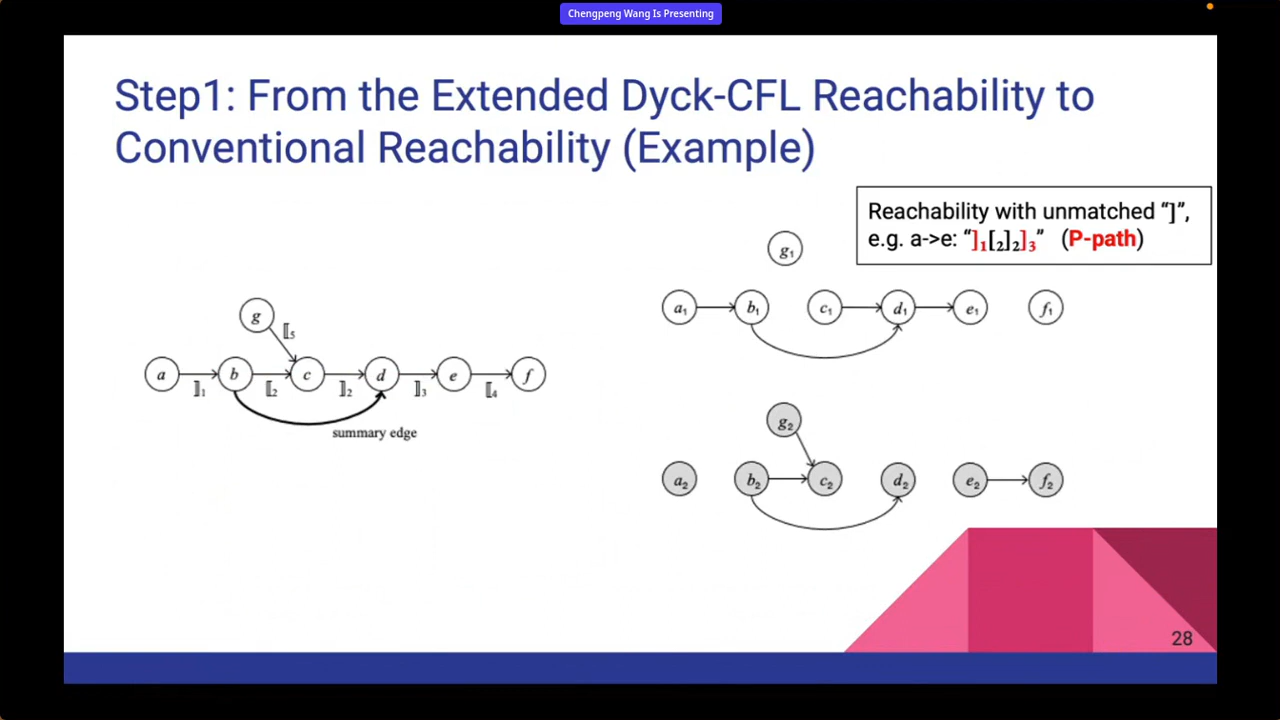 Chengpeng Wang Is Presenting
Step1: From the Extended Dyck-CFL Reachability to
Conventional Reachability (Example)
Reachability with unmatched “]”,
e.g. a->e: “]₁[₂]₂]₃” (P-path)
g
⟦₅
a
⟧₁
b
⟦₂
c
⟧₂
d
⟧₃
e
⟦₄
f
summary edge
g₁
a₁
b₁
c₁
d₁
e₁
f₁
g₂
a₂
b₂
c₂
d₂
e₂
f₂
28